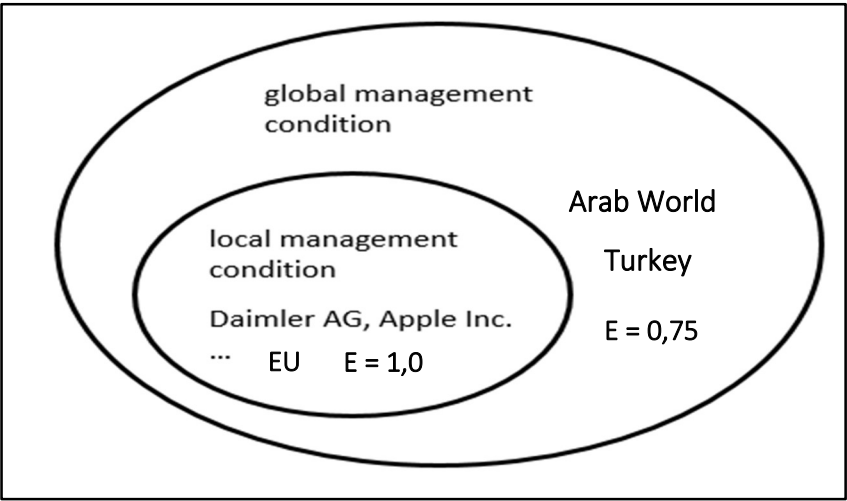 global management
condition
Arab World
Turkey
E = 0,75
local management
condition
Daimler AG, Apple Inc.
... EU E = 1,0